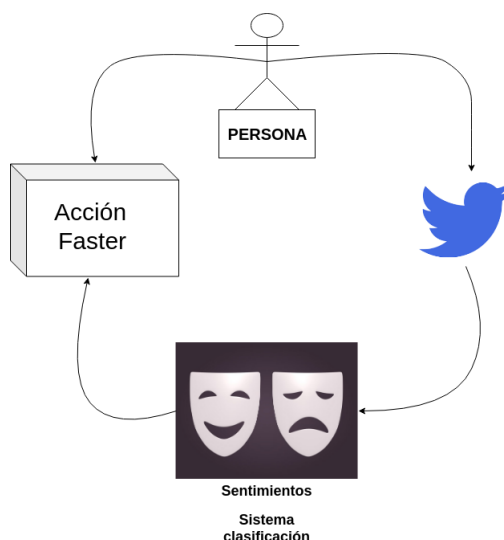 PERSONA
Acción
Faster
Sentimientos
Sistema
clasificación